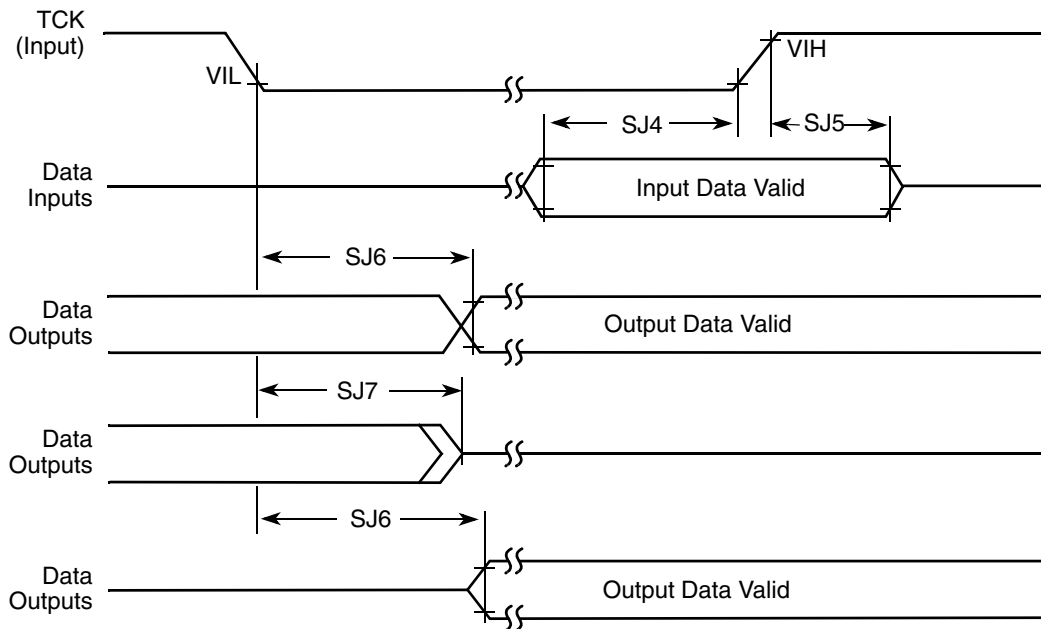 TCK
(Input)
VIL
VIH
SJ4
SJ5
Data
Inputs
Input Data Valid
SJ6
Data
Outputs
Output Data Valid
SJ7
Data
Outputs
SJ6
Data
Outputs
Output Data Valid